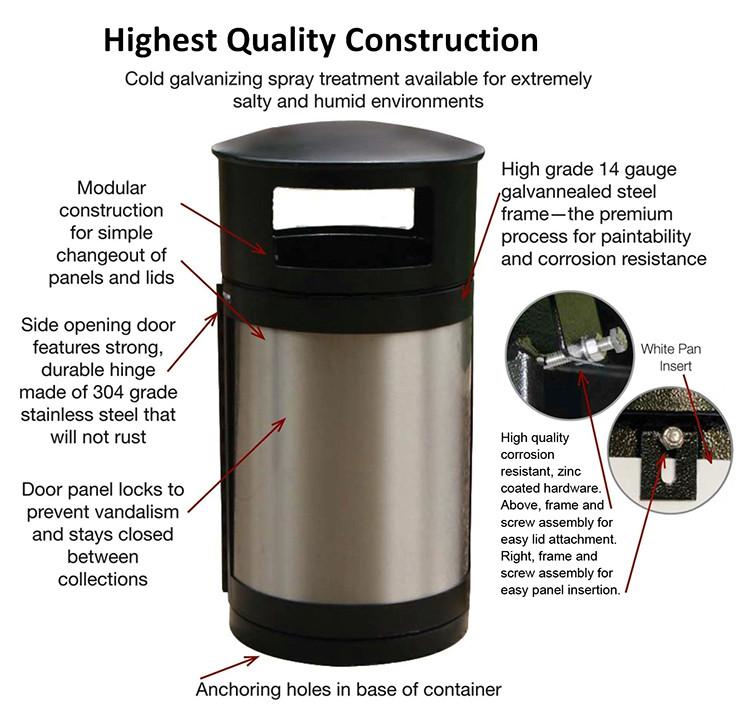 Highest Quality Construction
Cold galvanizing spray treatment available for extremely
salty and humid environments
Modular
construction
for simple
changeout of
panels and lids
Side opening door
features strong,
durable hinge
made of 304 grade
stainless steel that
will not rust
Door panel locks to
prevent vandalism
and stays closed
between
collections
High grade 14 gauge
galvannealed steel
frame—the premium
process for paintability
and corrosion resistance
White Pan
Insert
High quality
corrosion
resistant, zinc
coated hardware.
Above, frame and
screw assembly for
easy lid attachment.
Right, frame and
screw assembly for
easy panel insertion.
Anchoring holes in base of container